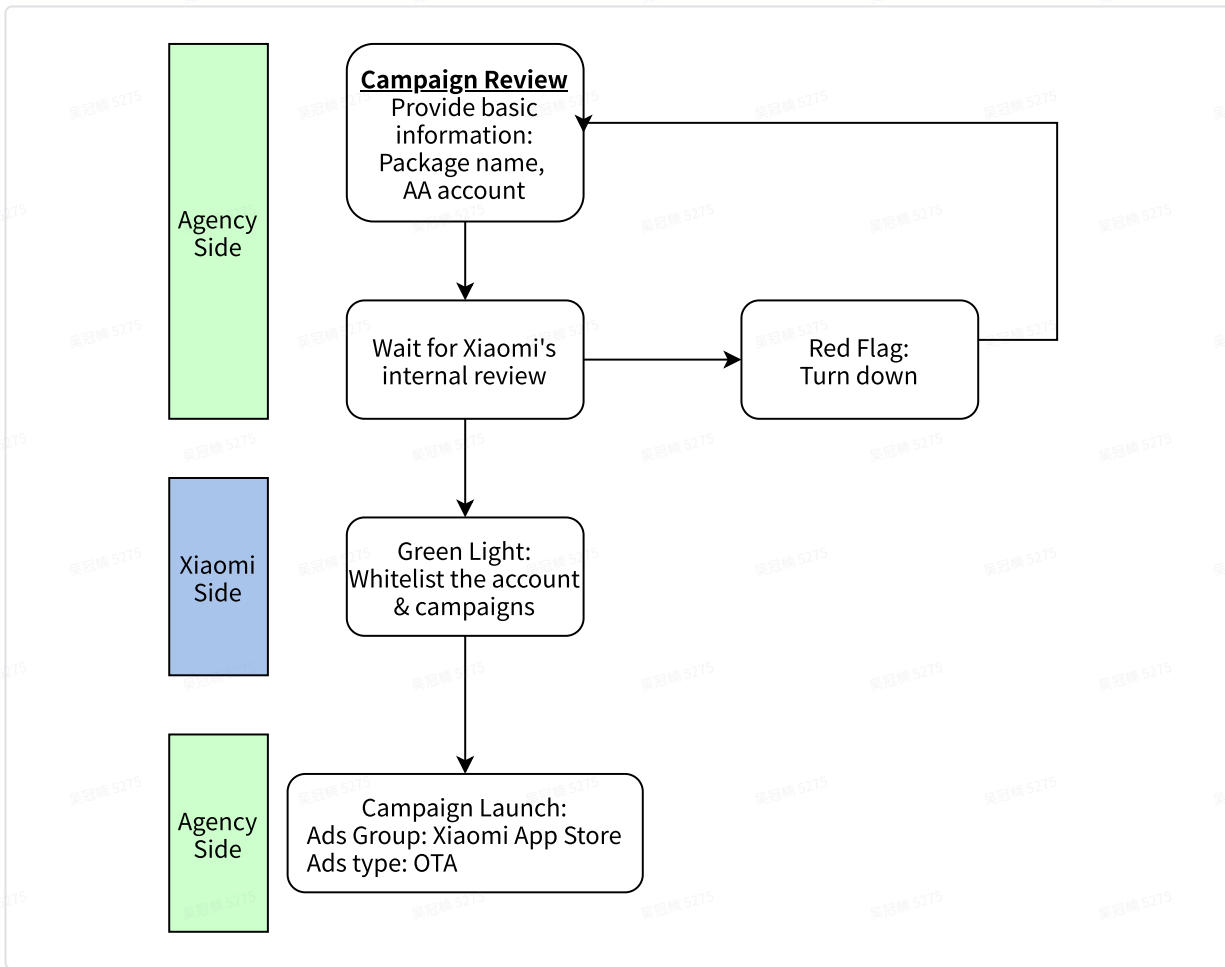 Campaign Review
Provide basic
information:
Package name,
AA account
Agency
Side
Wait for Xiaomi's
internal review
Red Flag:
Turn down
Xiaomi
Side
Green Light:
Whitelist the account
& campaigns
Agency
Side
Campaign Launch:
Ads Group: Xiaomi App Store
Ads type: OTA